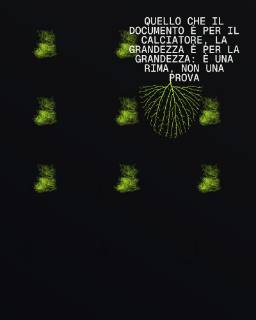 QUELLO CHE IL
DOCUMENTO È PER IL
CALCIATORE, LA
GRANDEZZA È PER LA
GRANDEZZA: È UNA
RIMA, NON UNA
PROVA